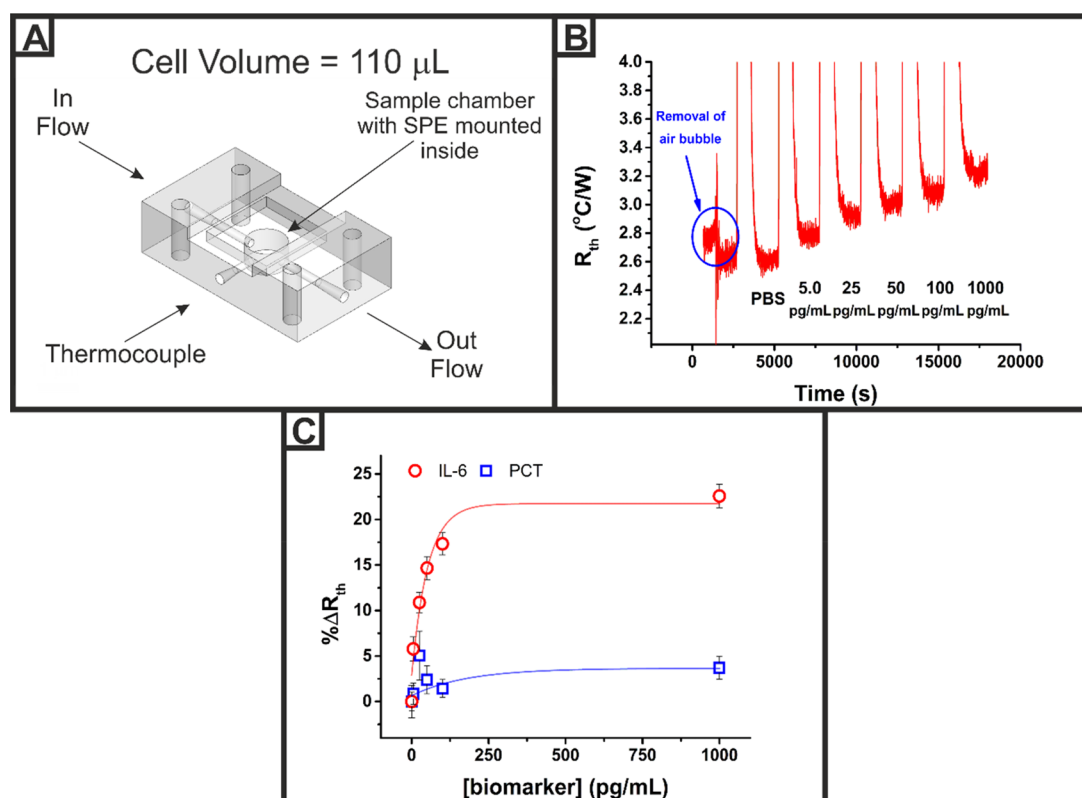 A
Cell Volume = 110 μL
In
Flow
Sample chamber
with SPE mounted
inside
Thermocouple
Out
Flow
B
4.0
3.8
3.6
3.4
3.2
3.0
2.8
2.6
2.4
2.2
R_th (°C/W)
Removal of
air bubble
PBS
5.0 25 50 100 1000
pg/mL pg/mL pg/mL pg/mL pg/mL
0 5000 10000 15000 20000
Time (s)
C
IL-6 PCT
25
20
15
10
5
0
%ΔR_th
0 250 500 750 1000
[biomarker] (pg/mL)